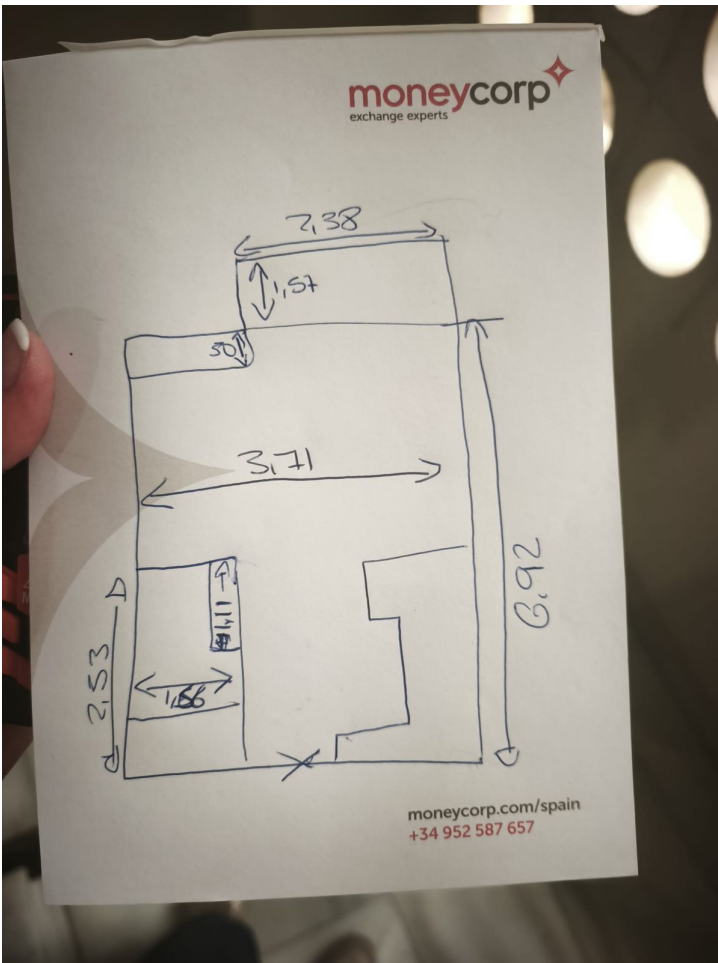 moneycorp
exchange experts
2,38
1,57
50
3,71
1,11
6.92
2,53
1,66
moneycorp.com/spain
+34 952 587 657